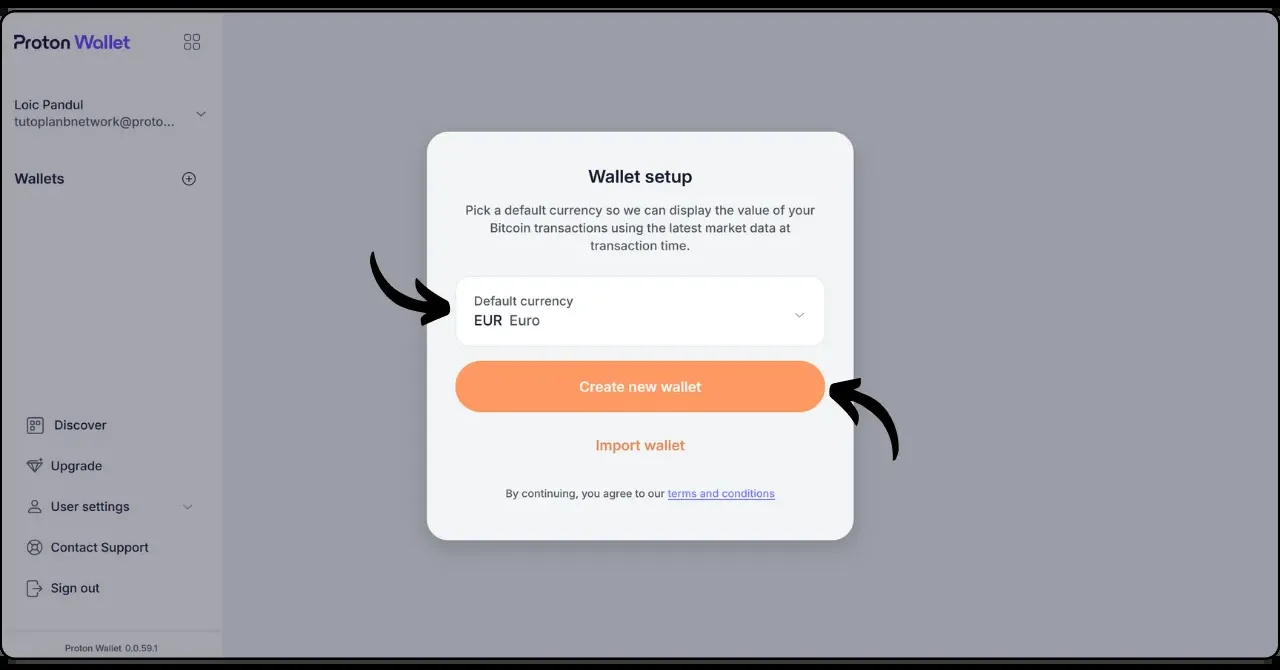 Proton Wallet
Loic Pandul
tutoplanbnetwork@proto...
Wallets
Discover
Upgrade
User settings
Contact Support
Sign out
Proton Wallet 0.0.59.1
Wallet setup
Pick a default currency so we can display the value of your
Bitcoin transactions using the latest market data at
transaction time.
Default currency
EUR Euro
Create new wallet
Import wallet
By continuing, you agree to our terms and conditions